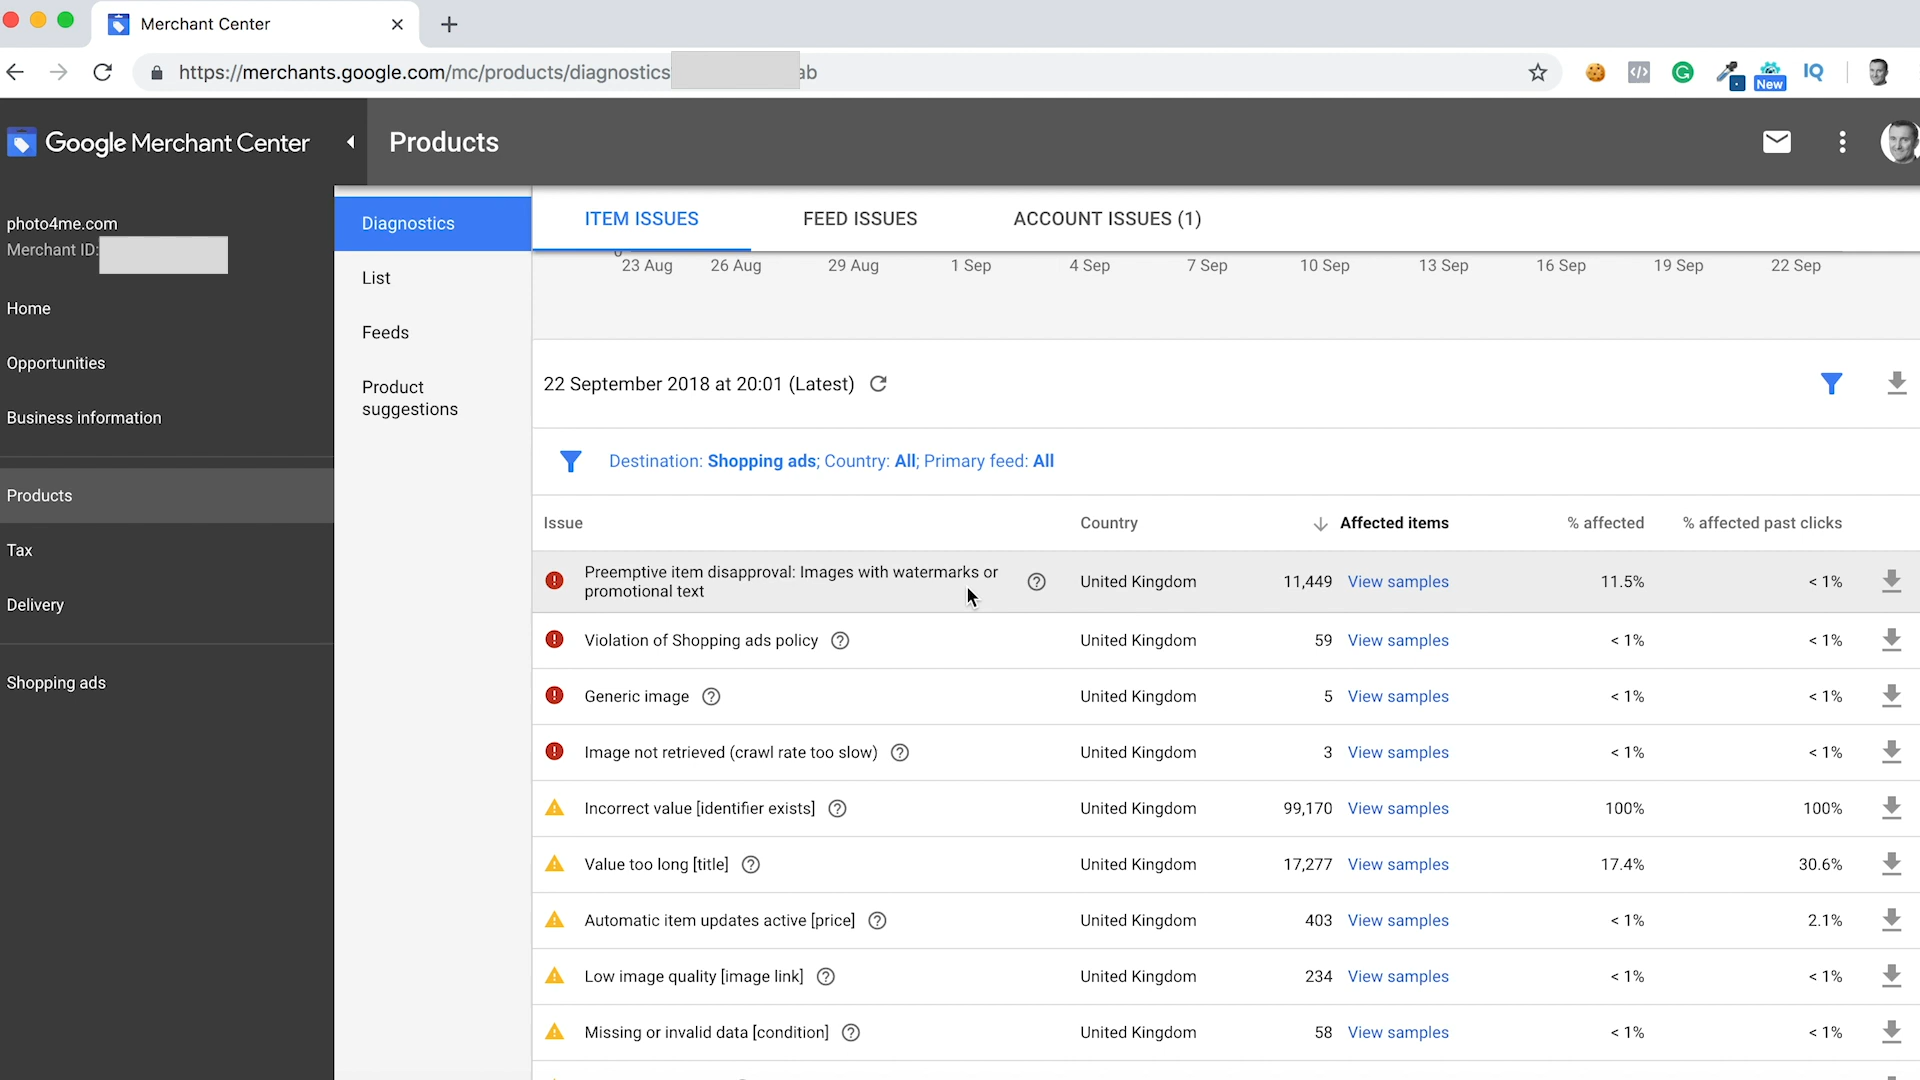 Merchant Center
https://merchants.google.com/mc/products/diagnostics ab
New
IQ
Google Merchant Center
Products
photo4me.com
Merchant ID:
Home
Opportunities
Business information
Products
Tax
Delivery
Shopping ads
Diagnostics
List
Feeds
Product
suggestions
ITEM ISSUES FEED ISSUES ACCOUNT ISSUES (1)
0
23 Aug 26 Aug 29 Aug 1 Sep 4 Sep 7 Sep 10 Sep 13 Sep 16 Sep 19 Sep 22 Sep
22 September 2018 at 20:01 (Latest)
Destination: Shopping ads; Country: All; Primary feed: All
Issue Country Affected items % affected % affected past clicks
Preemptive item disapproval: Images with watermarks or
promotional text
United Kingdom 11,449 View samples 11.5% < 1%
Violation of Shopping ads policy United Kingdom 59 View samples < 1% < 1%
Generic image United Kingdom 5 View samples < 1% < 1%
Image not retrieved (crawl rate too slow) United Kingdom 3 View samples < 1% < 1%
Incorrect value [identifier exists] United Kingdom 99,170 View samples 100% 100%
Value too long [title] United Kingdom 17,277 View samples 17.4% 30.6%
Automatic item updates active [price] United Kingdom 403 View samples < 1% 2.1%
Low image quality [image link] United Kingdom 234 View samples < 1% < 1%
Missing or invalid data [condition] United Kingdom 58 View samples < 1% < 1%